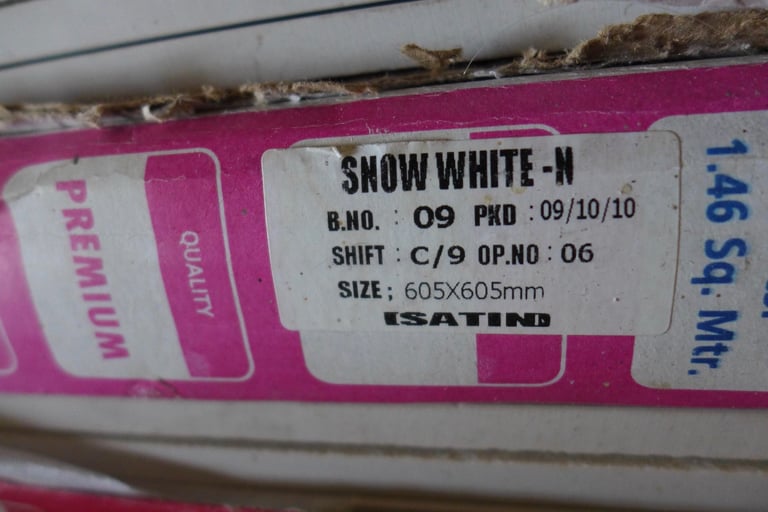 PREMIUM
QUALITY
SNOW WHITE -N
B.NO. : 09 PKD : 09/10/10
SHIFT : C/9 OP.NO : 06
SIZE ; 605X605mm
[SATIN]
1.46 Sq. Mtr.